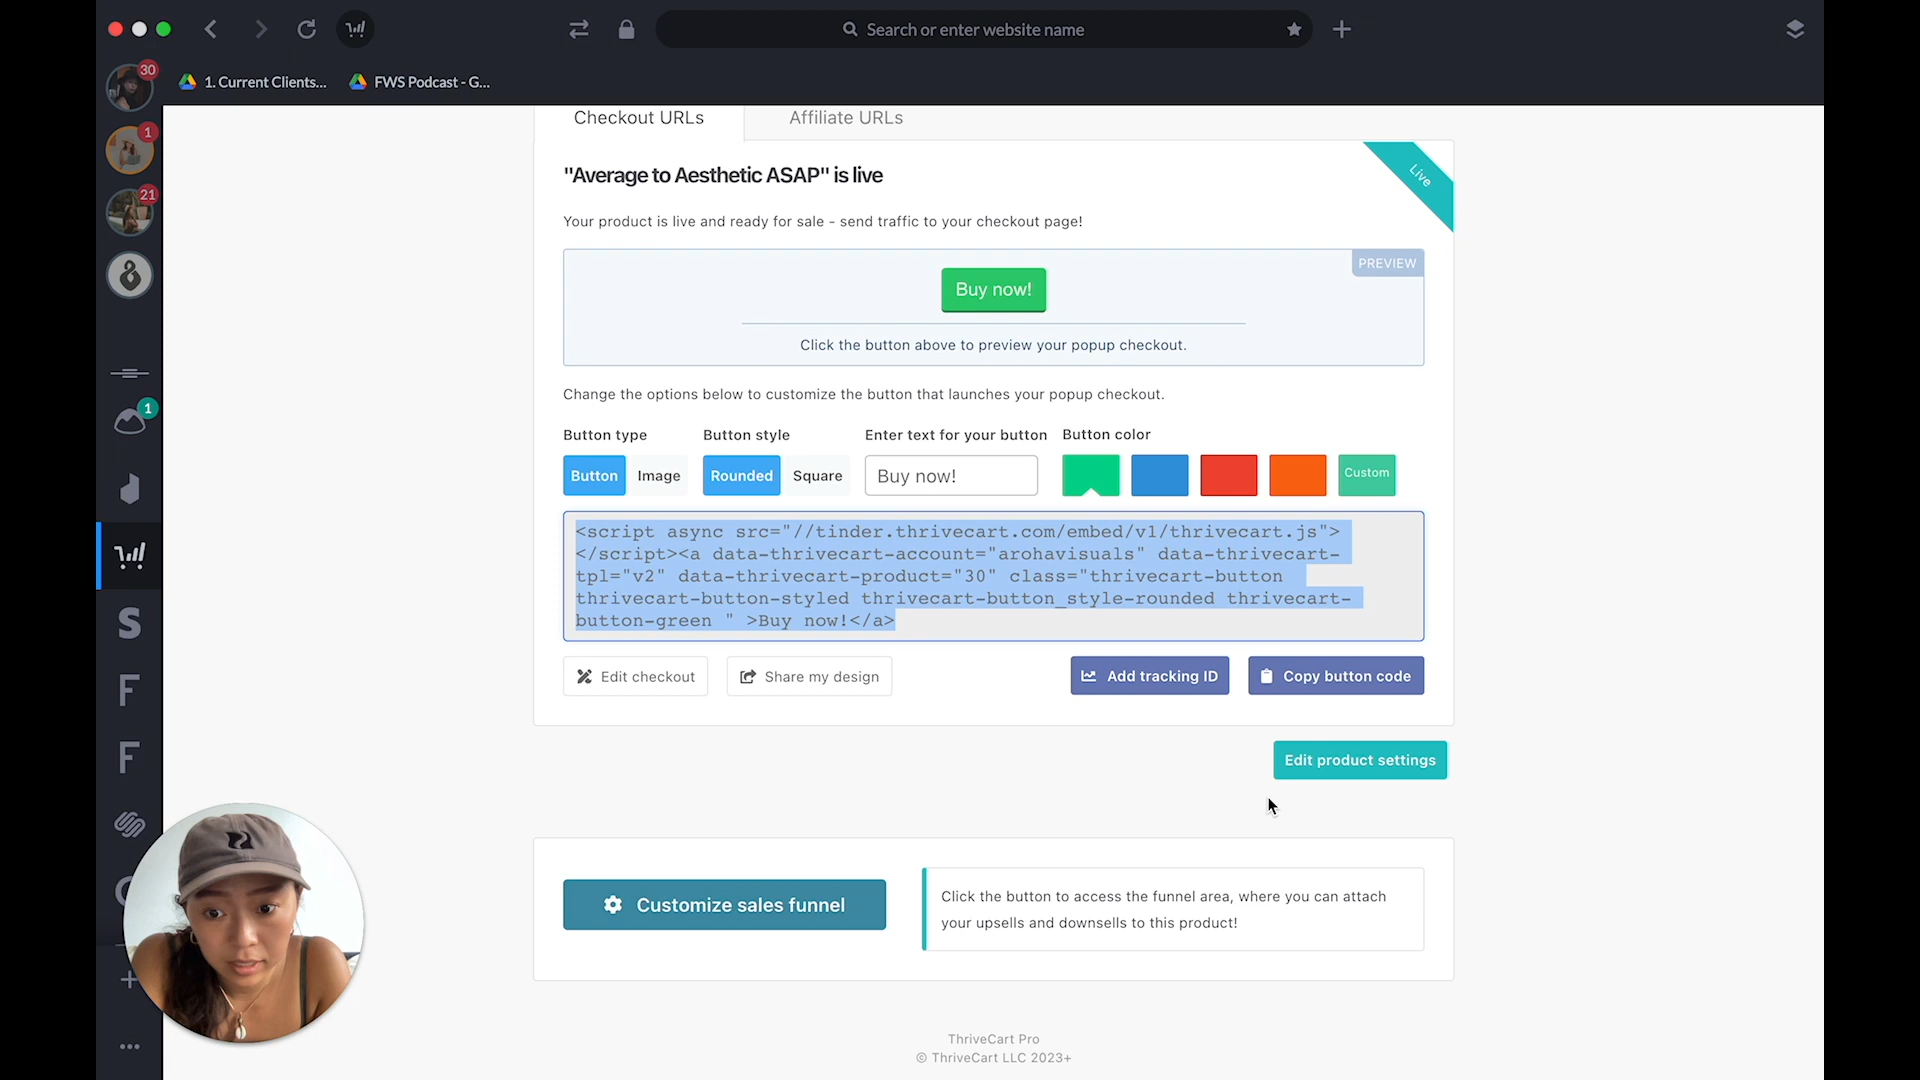 Search or enter website name
30
1. Current Clients...
FWS Podcast - G...
1
21
1
S
F
F
Checkout URLs
Affiliate URLs
"Average to Aesthetic ASAP" is live
Live
Your product is live and ready for sale - send traffic to your checkout page!
PREVIEW
Buy now!
Click the button above to preview your popup checkout.
Change the options below to customize the button that launches your popup checkout.
Button type
Button style
Enter text for your button
Button color
Button
Image
Rounded
Square
Buy now!
Custom
<script async src="//tinder.thrivecart.com/embed/v1/thrivecart.js">
</script><a data-thrivecart-account="arohavisuals" data-thrivecart-
tpl="v2" data-thrivecart-product="30" class="thrivecart-button
thrivecart-button-styled thrivecart-button_style-rounded thrivecart-
button-green " >Buy now!</a>
Edit checkout
Share my design
Add tracking ID
Copy button code
Edit product settings
Customize sales funnel
Click the button to access the funnel area, where you can attach
your upsells and downsells to this product!
ThriveCart Pro
© ThriveCart LLC 2023+